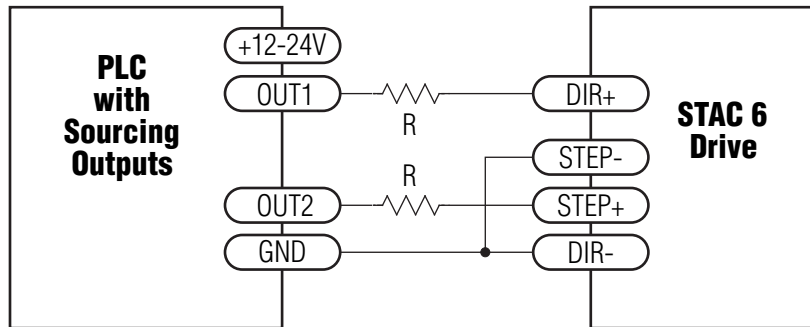 PLC
with
Sourcing
Outputs
+12-24V
OUT1
R
DIR+
STEP-
R
OUT2
STEP+
GND
DIR-
STAC 6
Drive